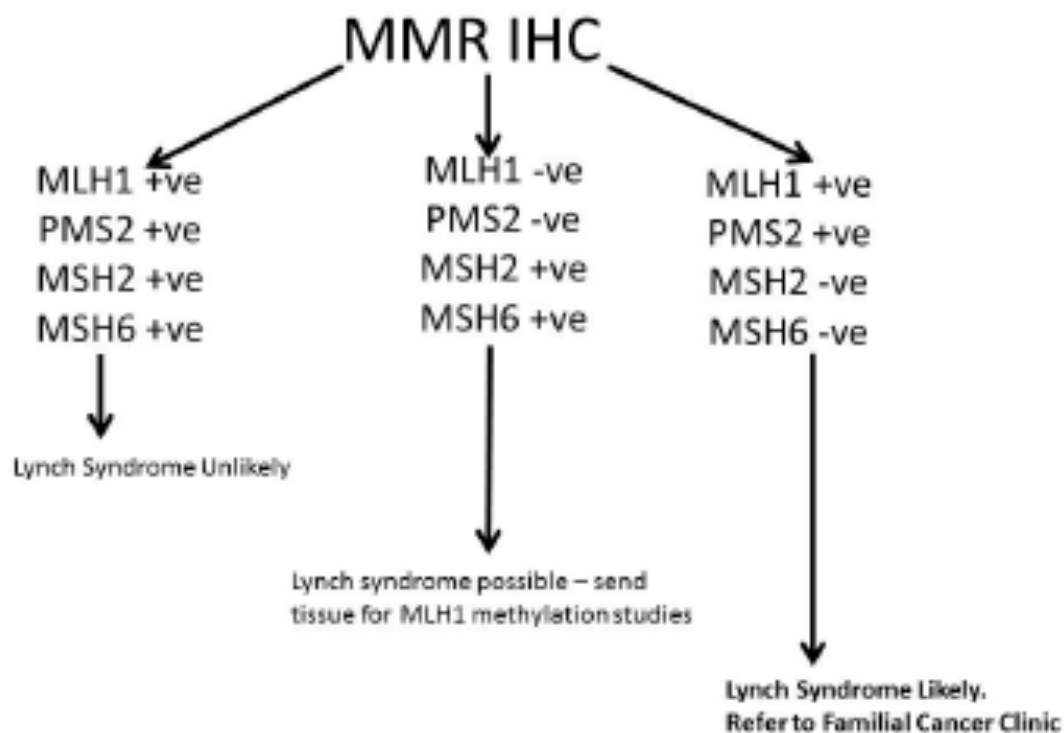 MMR IHC
MLH1 +ve
PMS2 +ve
MSH2 +ve
MSH6 +ve
Lynch Syndrome Unlikely
MLH1 -ve
PMS2 -ve
MSH2 +ve
MSH6 +ve
Lynch syndrome possible – send
tissue for MLH1 methylation studies
MLH1 +ve
PMS2 +ve
MSH2 -ve
MSH6 -ve
Lynch Syndrome Likely.
Refer to Familial Cancer Clinic